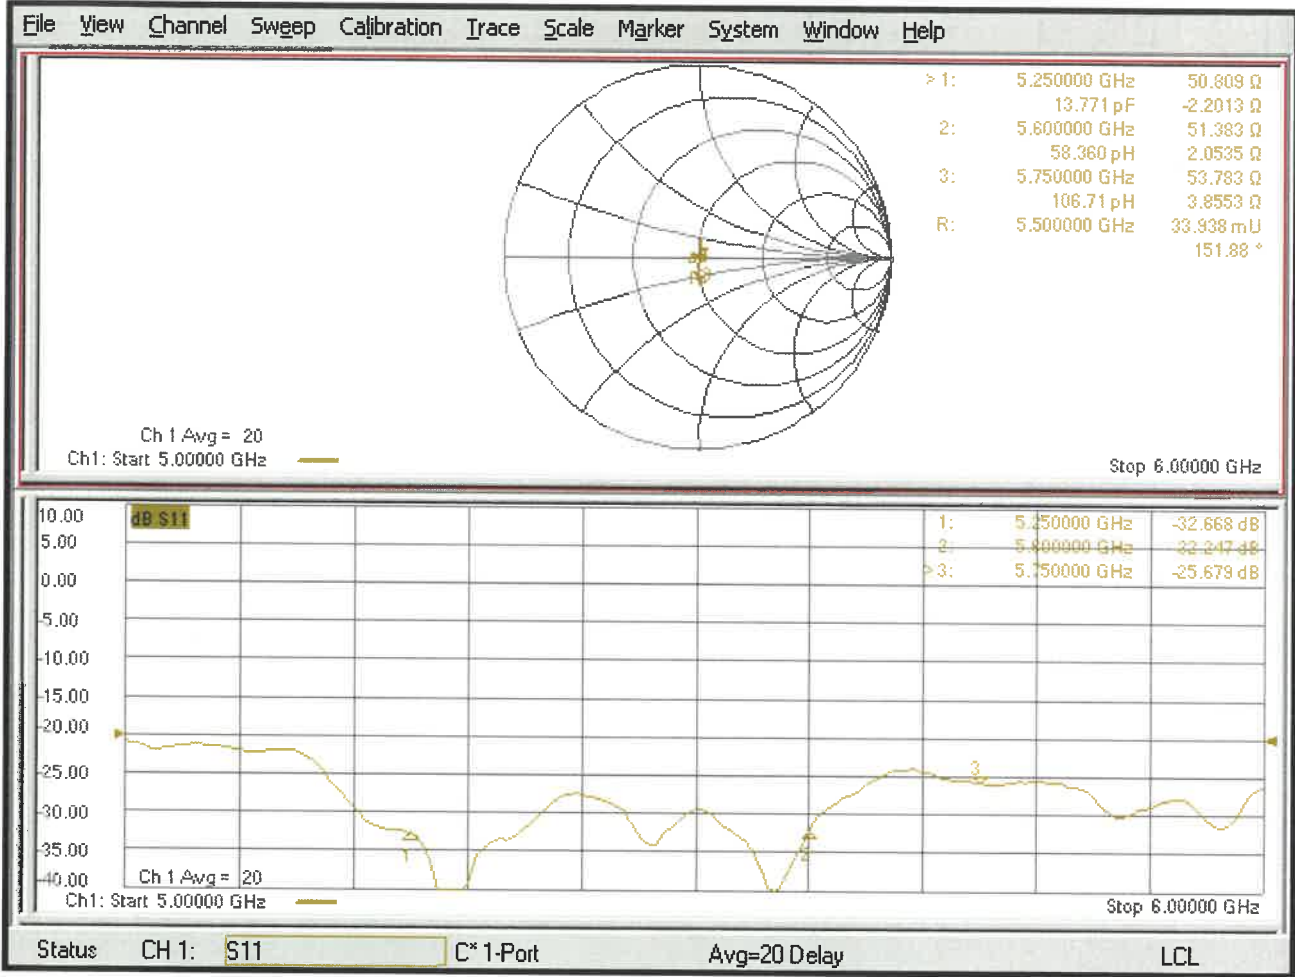 File View Channel Sweep Calibration Trace Scale Marker System Window Help
> 1: 5.250000 GHz 50.809 Ω
13.771 pF -2.2013 Ω
2: 5.600000 GHz 51.383 Ω
58.360 pH 2.0535 Ω
3: 5.750000 GHz 53.783 Ω
106.71 pH 3.8553 Ω
R: 5.500000 GHz 33.938 mU
151.88 °
Ch 1 Avg = 20
Ch1: Start 5.00000 GHz
Stop 6.00000 GHz
10.00
dB S11
1: 5.250000 GHz -32.668 dB
5.00
2: 5.600000 GHz -32.247 dB
> 3: 5.750000 GHz -25.679 dB
0.00
-5.00
-10.00
-15.00
-20.00
-25.00
3
-30.00
-35.00
1
2
-40.00
Ch 1 Avg = 20
Ch1: Start 5.00000 GHz
Stop 6.00000 GHz
Status CH 1: S11 C* 1-Port Avg=20 Delay LCL